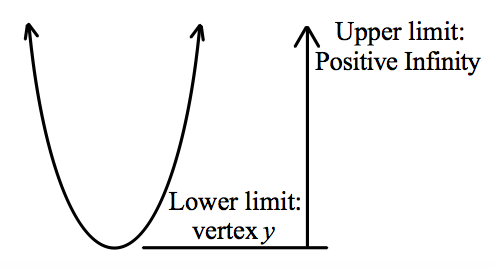 Upper limit:
Positive Infinity
Lower limit:
vertex y